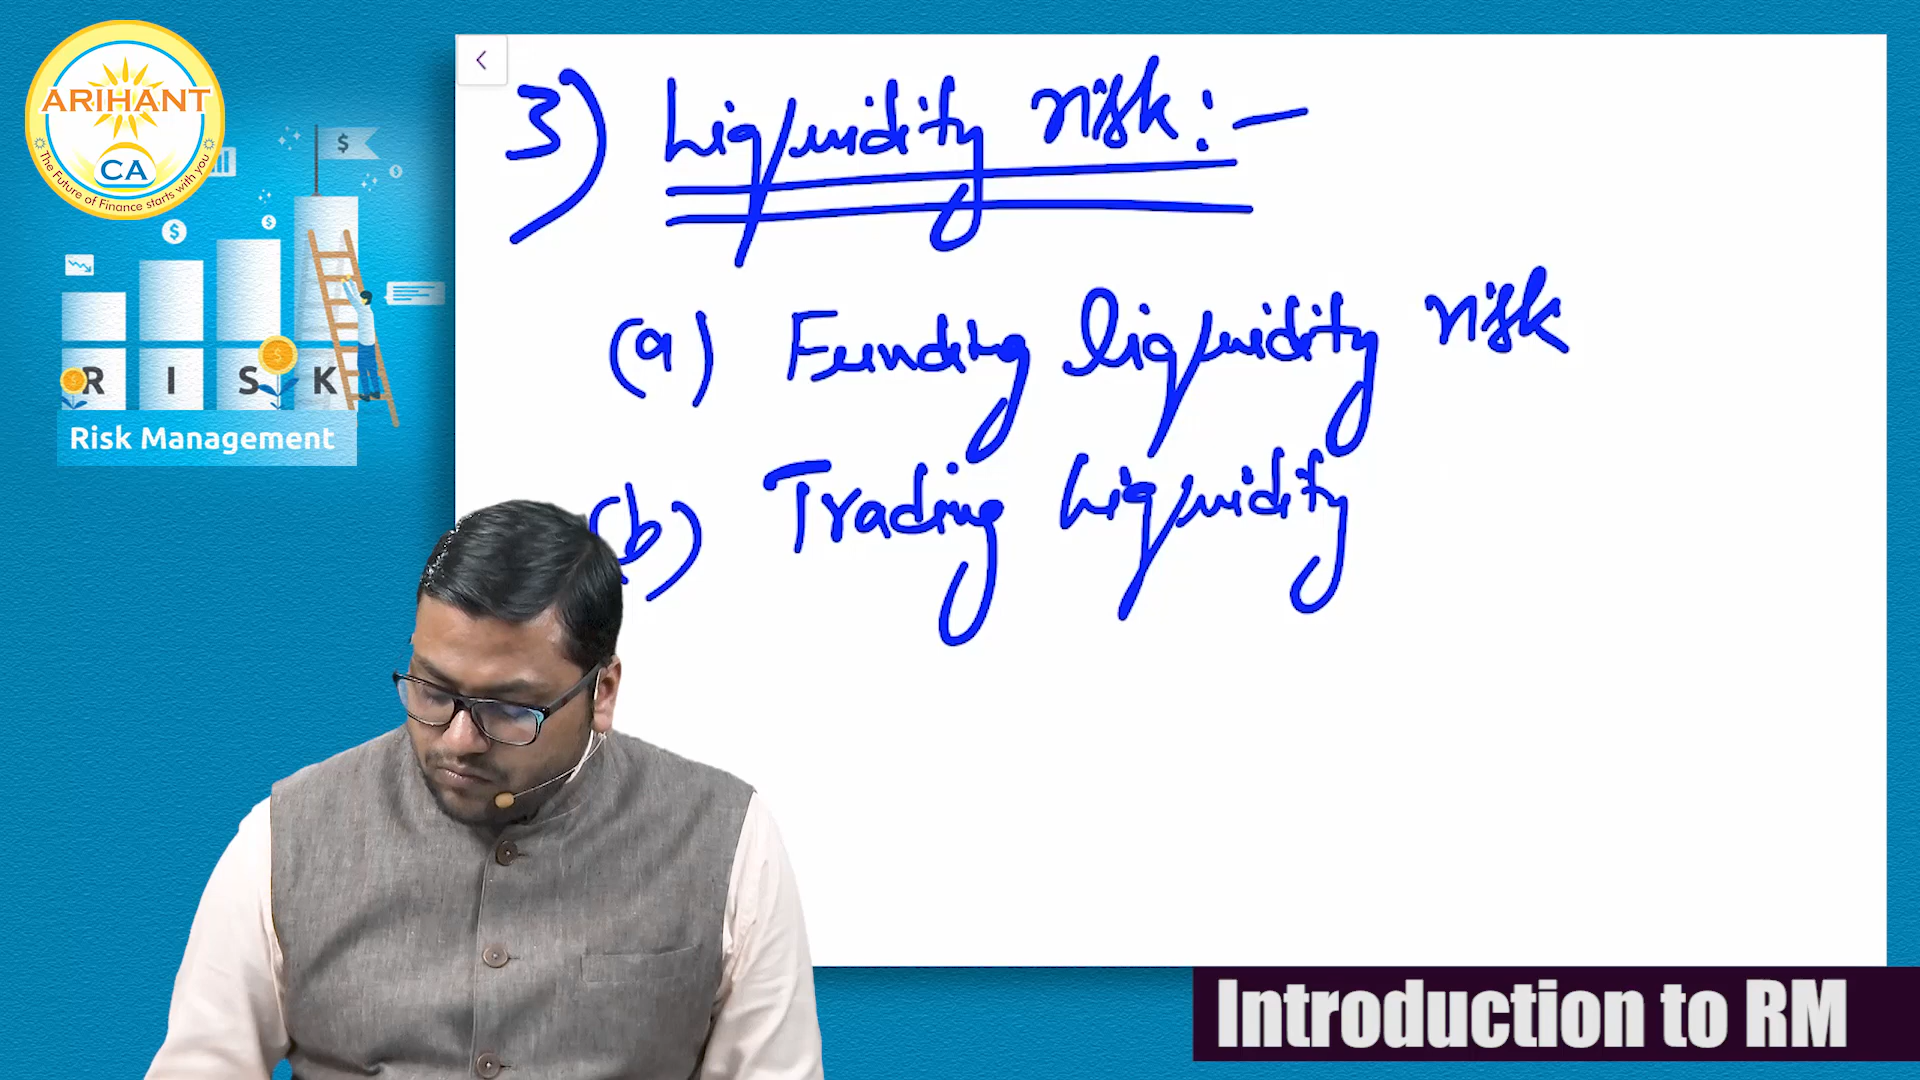 ARIHANT
CA
The Future of Finance starts with you
R I S K
Risk Management
3) Liquidity risk:-
(a) Funding liquidity risk
(b) Trading Liquidity
Introduction to RM